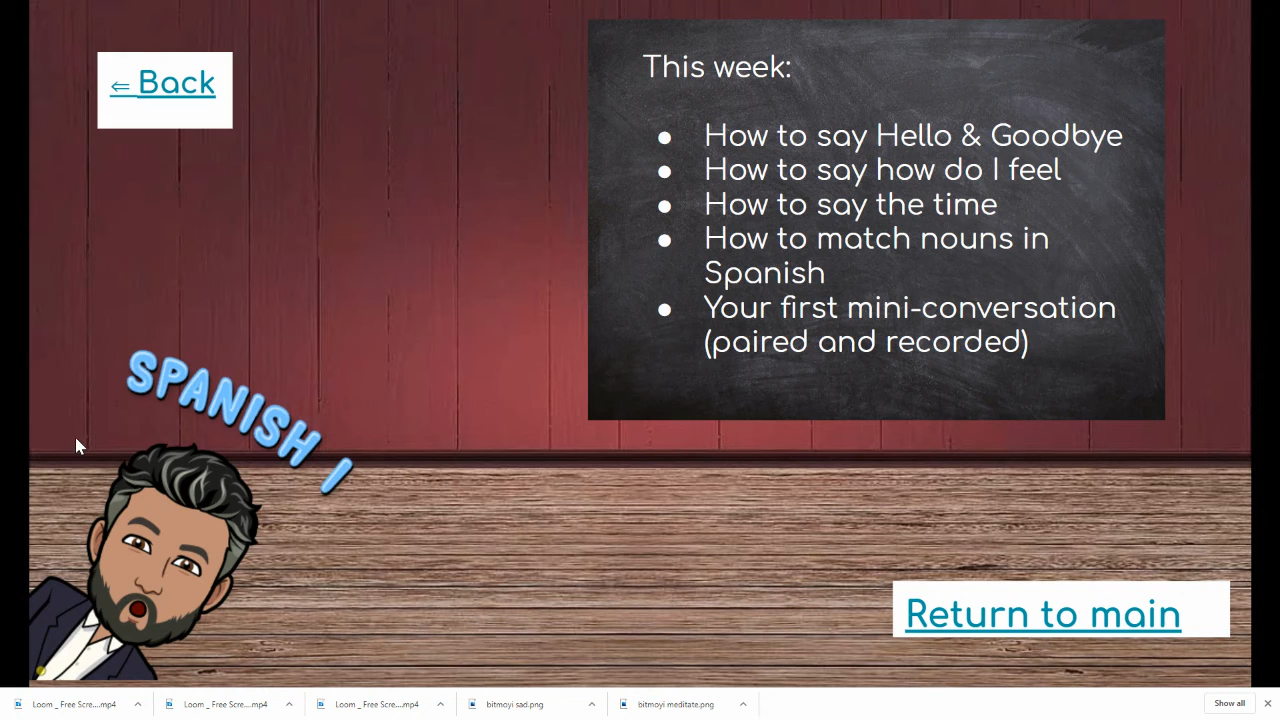 ⇐ Back
This week:
● How to say Hello & Goodbye
● How to say how do I feel
● How to say the time
● How to match nouns in
Spanish
● Your first mini-conversation
(paired and recorded)
SPANISH I
Return to main
Loom _ Free Scre....mp4
Loom _ Free Scre....mp4
Loom _ Free Scre....mp4
bitmoyi sad.png
bitmoyi meditate.png
Show all